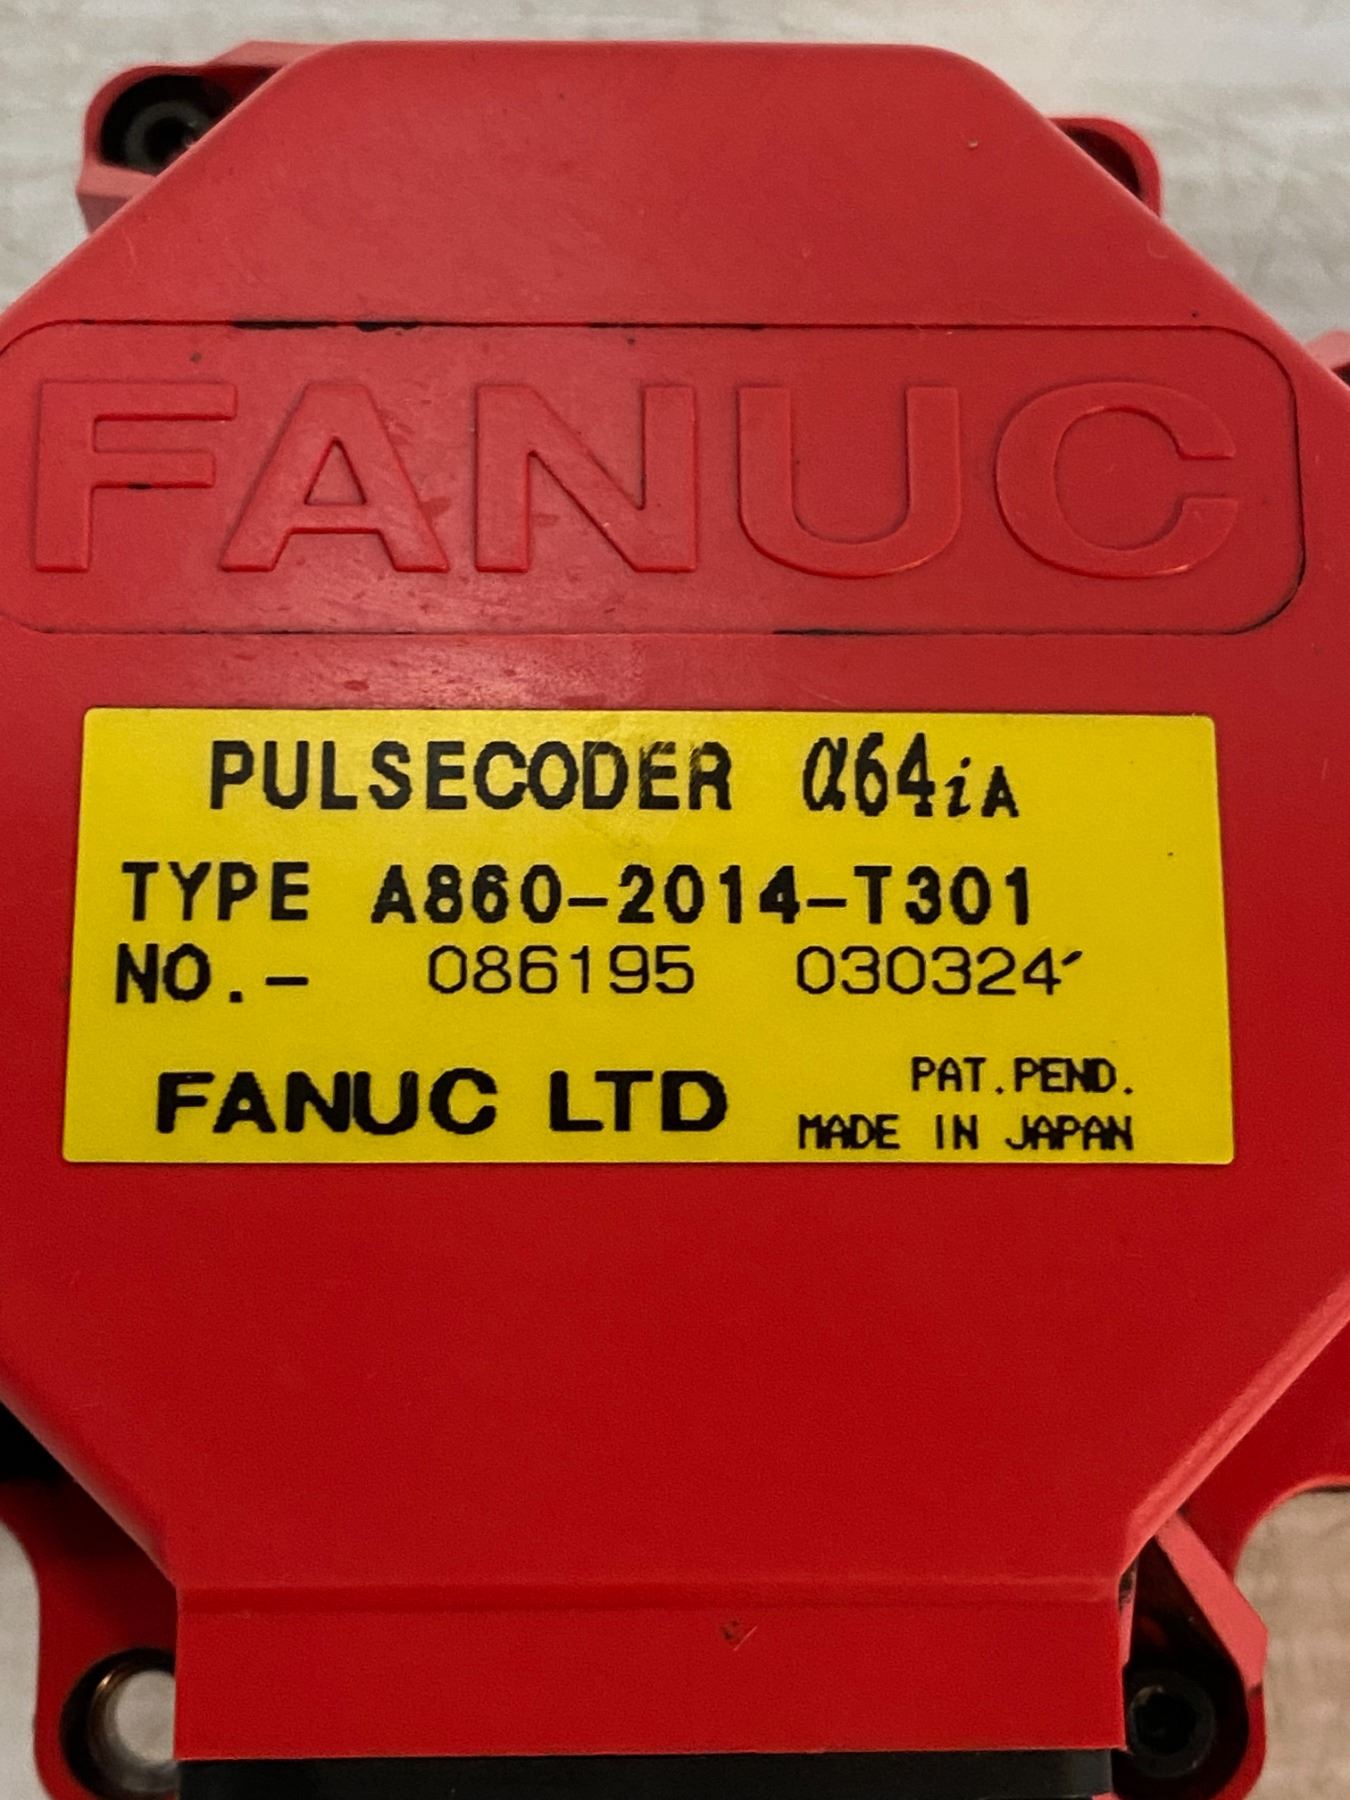 FANUC
PULSECODER α64iA
TYPE A860-2014-T301
NO.- 086195 030324
FANUC LTD
PAT.PEND.
MADE IN JAPAN